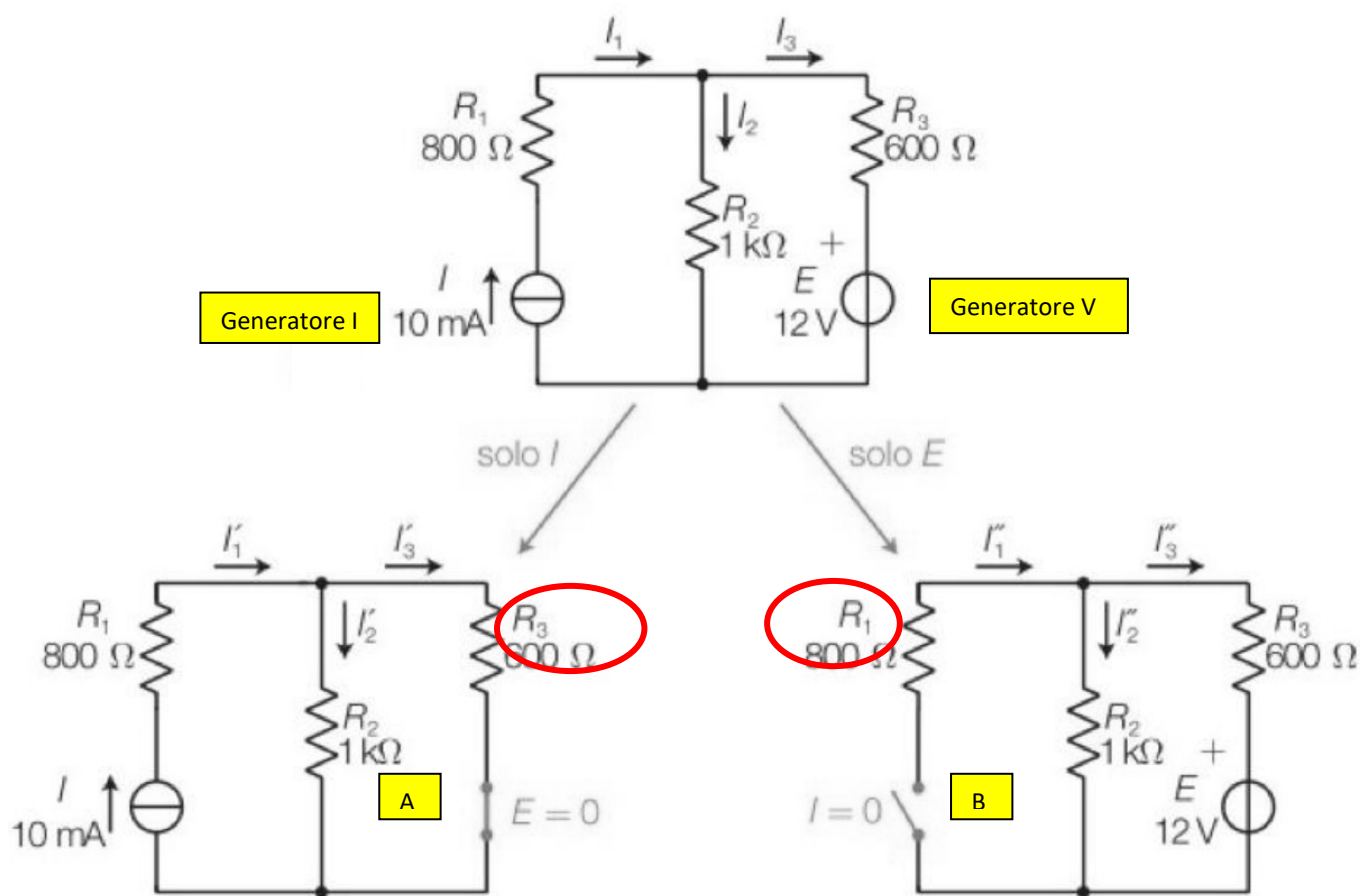 I₁
I₃
R₁
800 Ω
I₂
R₃
600 Ω
R₂
1 kΩ
+
I
10 mA
E
12 V
Generatore I
Generatore V
solo I
solo E
I′₁
I′₃
I″₁
I″₃
R₁
800 Ω
I′₂
R₃
600 Ω
R₁
800 Ω
I″₂
R₃
600 Ω
R₂
1 kΩ
R₂
1 kΩ
+
I
10 mA
A
E = 0
I = 0
B
E
12 V